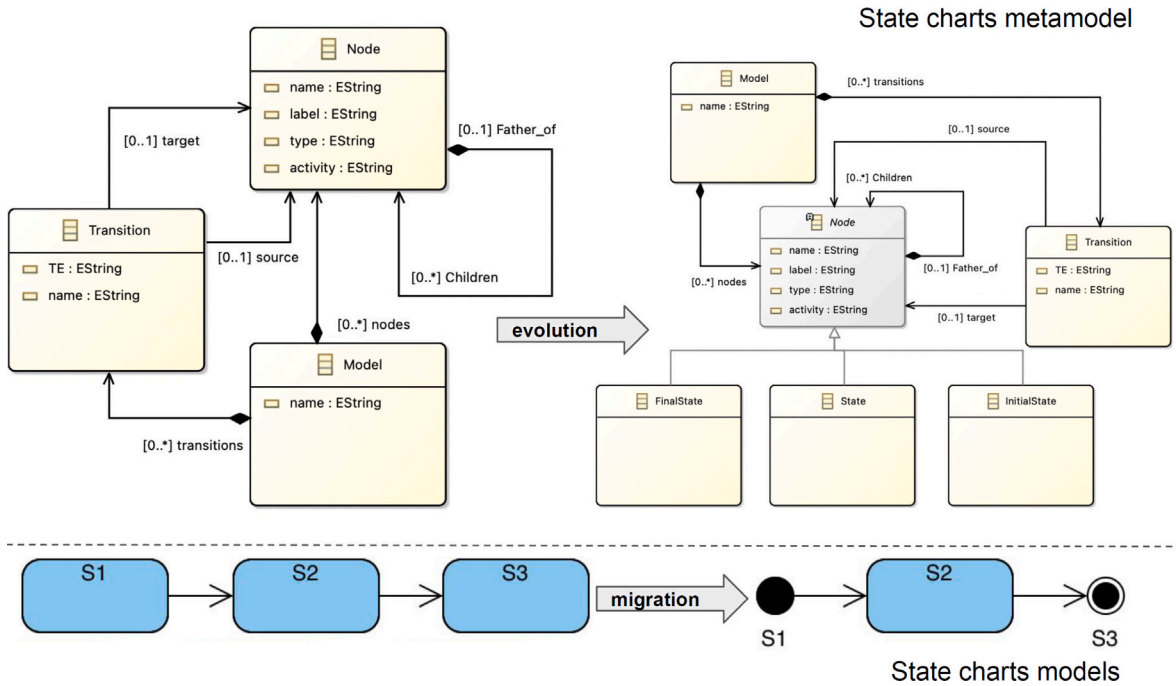 State charts metamodel
Node
name : EString
label : EString
type : EString
activity : EString
[0..1] target
[0..1] Father_of
Transition
TE : EString
name : EString
[0..1] source
[0..*] Children
[0..*] nodes
Model
name : EString
[0..*] transitions
evolution
Model
name : EString
[0..*] transitions
[0..1] source
[0..*] Children
Node
name : EString
label : EString
type : EString
activity : EString
[0..1] Father_of
[0..*] nodes
Transition
TE : EString
name : EString
[0..1] target
FinalState
State
InitialState
S1
S2
S3
migration
S1
S2
S3
State charts models